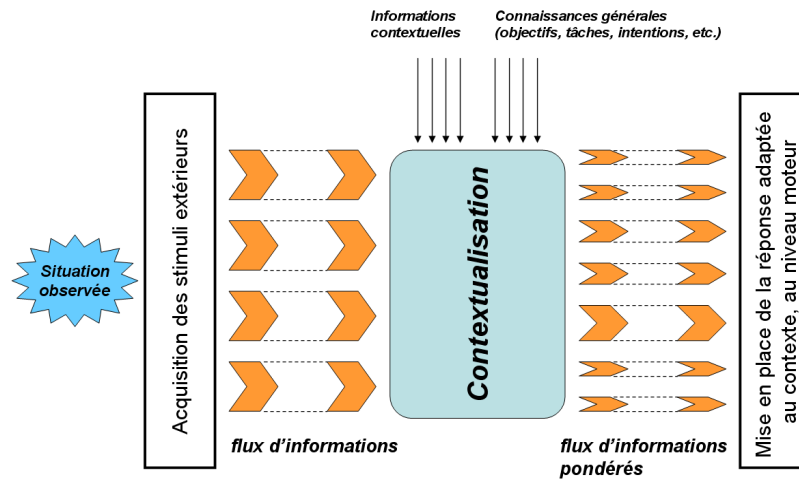 Informations
contextuelles
Connaissances générales
(objectifs, tâches, intentions, etc.)
Situation
observée
Acquisition des stimuli extérieurs
Contextualisation
Mise en place de la réponse adaptée
au contexte, au niveau moteur
flux d'informations
flux d'informations
pondérés